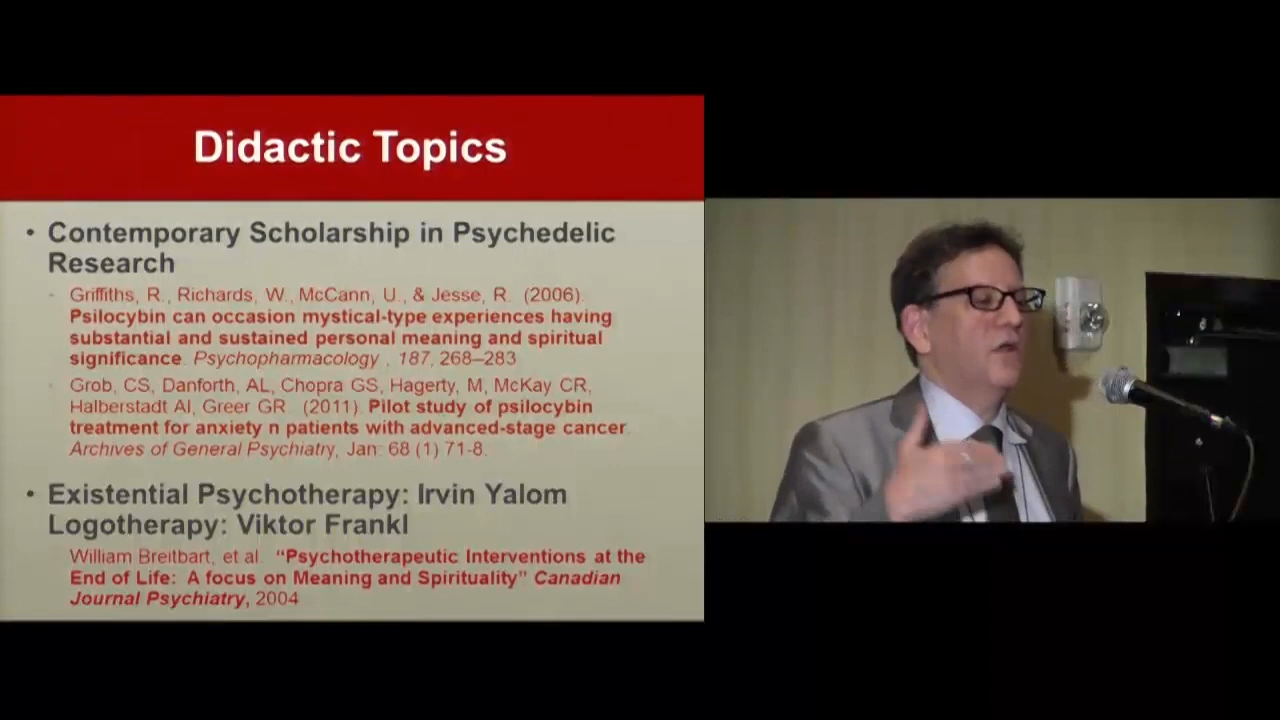 Didactic Topics
• Contemporary Scholarship in Psychedelic
Research
Griffiths, R., Richards, W., McCann, U., & Jesse, R. (2006).
Psilocybin can occasion mystical-type experiences having
substantial and sustained personal meaning and spiritual
significance. Psychopharmacology , 187, 268–283
Grob, CS, Danforth, AL, Chopra GS, Hagerty, M, McKay CR,
Halberstadt AI, Greer GR. (2011). Pilot study of psilocybin
treatment for anxiety n patients with advanced-stage cancer.
Archives of General Psychiatry, Jan: 68 (1) 71-8.
• Existential Psychotherapy: Irvin Yalom
Logotherapy: Viktor Frankl
William Breitbart, et al. “Psychotherapeutic Interventions at the
End of Life: A focus on Meaning and Spirituality” Canadian
Journal Psychiatry, 2004